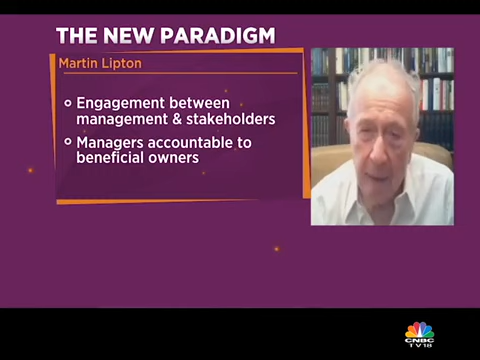 THE NEW PARADIGM
Martin Lipton
Engagement between
management & stakeholders
Managers accountable to
beneficial owners
CNBC
TV18